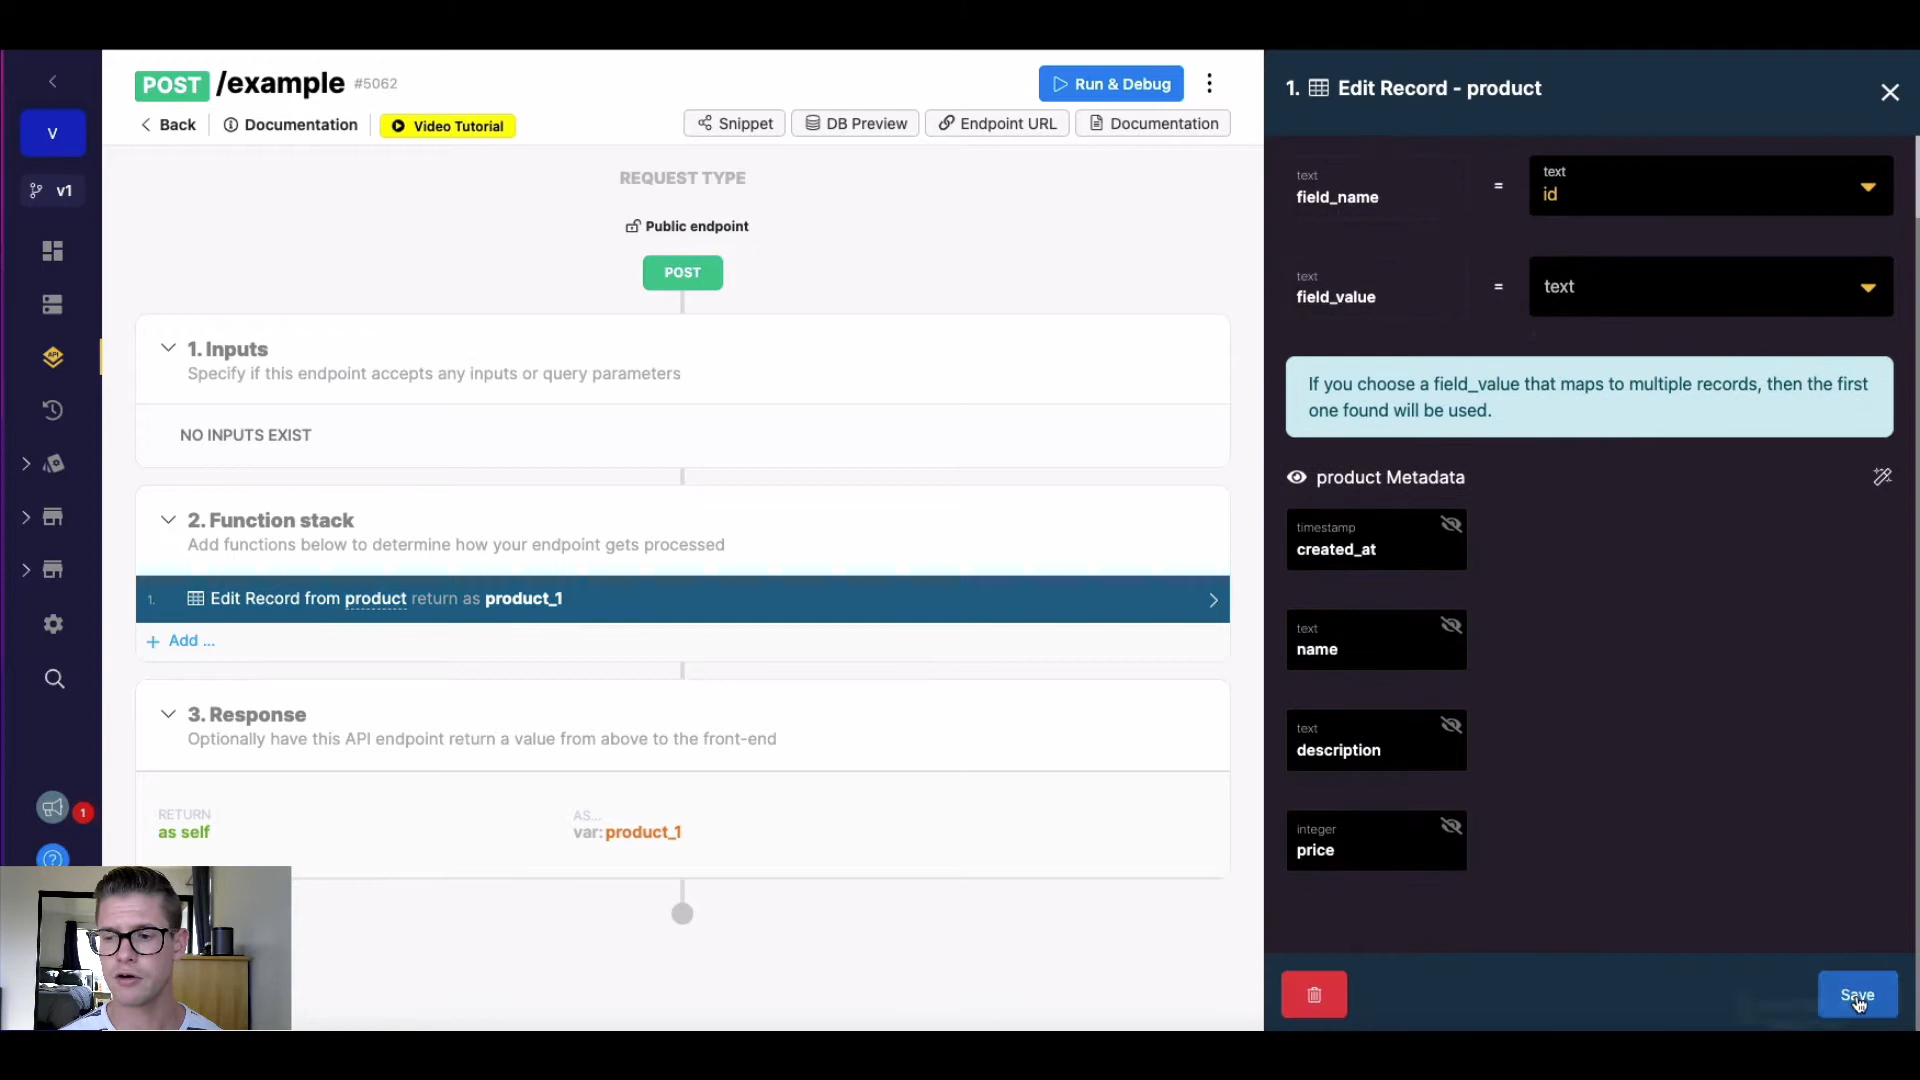 POST /example #5062
Run & Debug
Back
Documentation
Video Tutorial
Snippet
DB Preview
Endpoint URL
Documentation
V
v1
API
1
?
REQUEST TYPE
Public endpoint
POST
1. Inputs
Specify if this endpoint accepts any inputs or query parameters
NO INPUTS EXIST
2. Function stack
Add functions below to determine how your endpoint gets processed
1. Edit Record from product return as product_1
+ Add ...
3. Response
Optionally have this API endpoint return a value from above to the front-end
RETURN
as self
AS...
var: product_1
1. Edit Record - product
text
field_name
=
text
id
text
field_value
=
text
If you choose a field_value that maps to multiple records, then the first
one found will be used.
product Metadata
timestamp
created_at
text
name
text
description
integer
price
Save